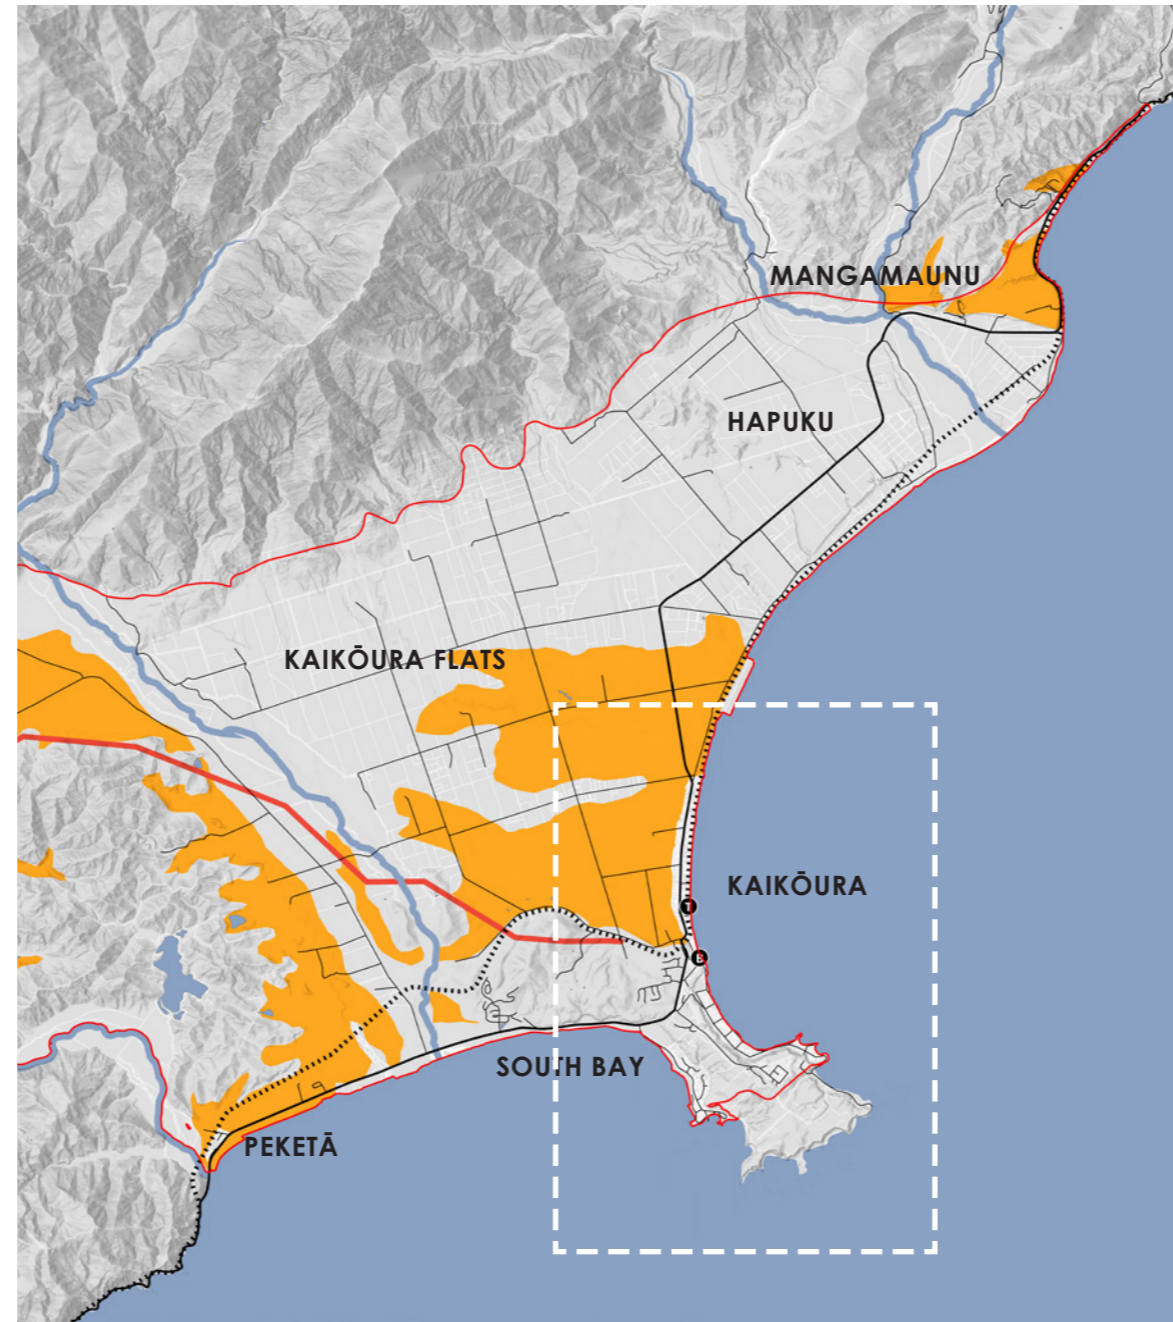 MANGAMAUNU
HAPUKU
KAIKŌURA FLATS
KAIKŌURA
T
B
SOUTH BAY
PEKETĀ